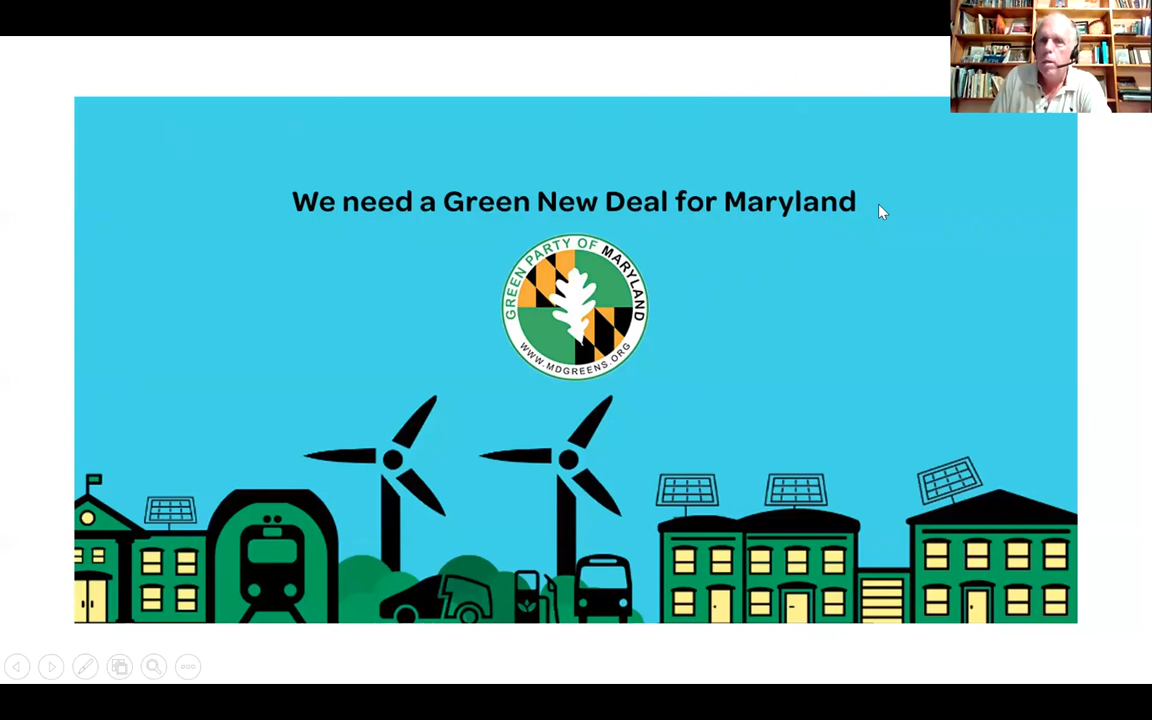 We need a Green New Deal for Maryland
GREEN PARTY OF MARYLAND
WWW.MDGREENS.ORG